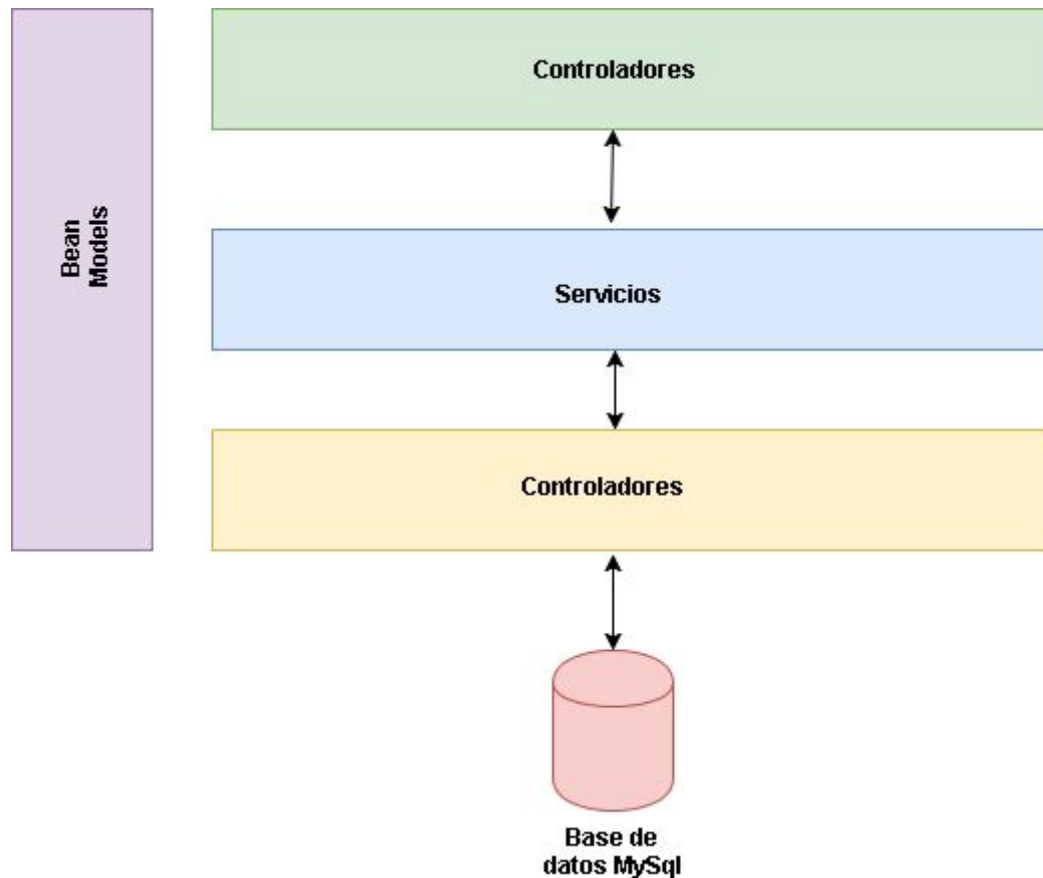 Controladores
Bean
Models
Servicios
Controladores
Base de
datos MySql